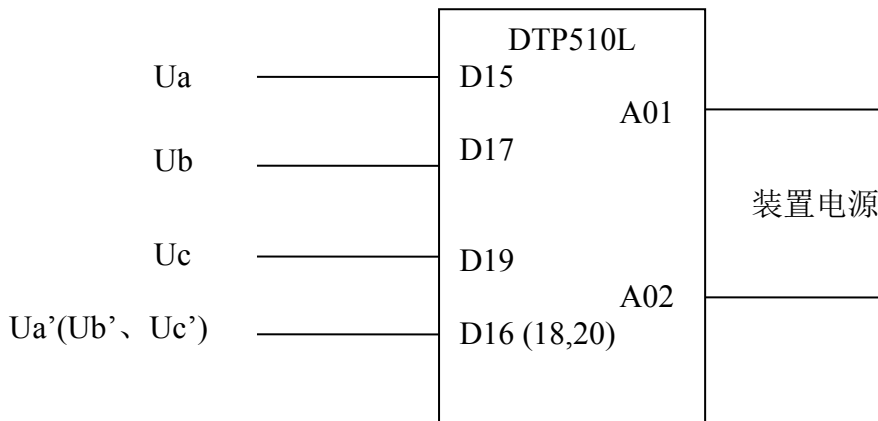 DTP510L
Ua
D15
A01
Ub
D17
装置电源
Uc
D19
A02
Ua’(Ub’、Uc’)
D16 (18,20)